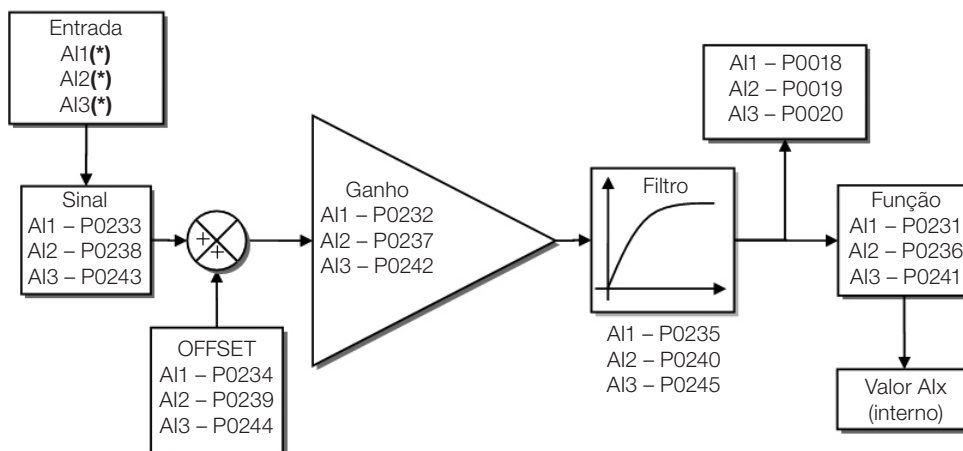 Entrada
AI1(*)
AI2(*)
AI3(*)
Sinal
AI1 – P0233
AI2 – P0238
AI3 – P0243
OFFSET
AI1 – P0234
AI2 – P0239
AI3 – P0244
Ganho
AI1 – P0232
AI2 – P0237
AI3 – P0242
Filtro
AI1 – P0235
AI2 – P0240
AI3 – P0245
AI1 – P0018
AI2 – P0019
AI3 – P0020
Função
AI1 – P0231
AI2 – P0236
AI3 – P0241
Valor AIx
(interno)